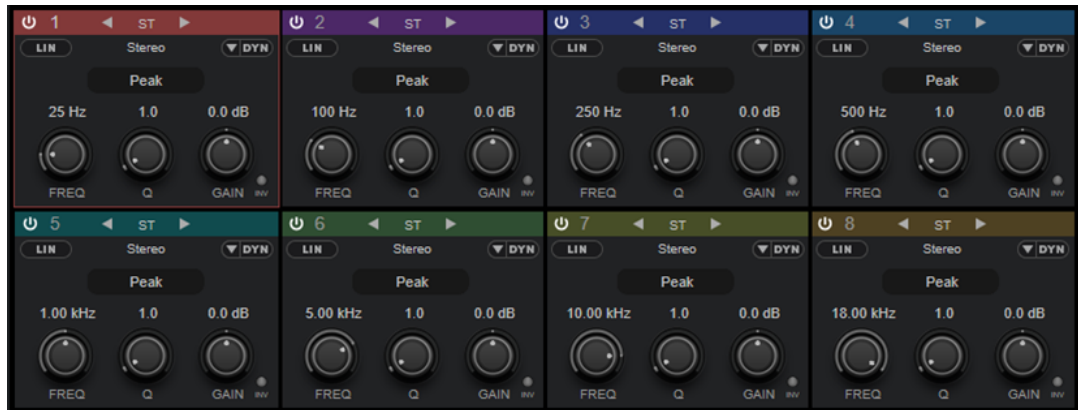 1 ST 2 ST 3 ST 4 ST
LIN Stereo DYN LIN Stereo DYN LIN Stereo DYN LIN Stereo DYN
Peak Peak Peak Peak
25 Hz 1.0 0.0 dB 100 Hz 1.0 0.0 dB 250 Hz 1.0 0.0 dB 500 Hz 1.0 0.0 dB
FREQ Q GAIN INV FREQ Q GAIN INV FREQ Q GAIN INV FREQ Q GAIN INV
5 ST 6 ST 7 ST 8 ST
LIN Stereo DYN LIN Stereo DYN LIN Stereo DYN LIN Stereo DYN
Peak Peak Peak Peak
1.00 kHz 1.0 0.0 dB 5.00 kHz 1.0 0.0 dB 10.00 kHz 1.0 0.0 dB 18.00 kHz 1.0 0.0 dB
FREQ Q GAIN INV FREQ Q GAIN INV FREQ Q GAIN INV FREQ Q GAIN INV